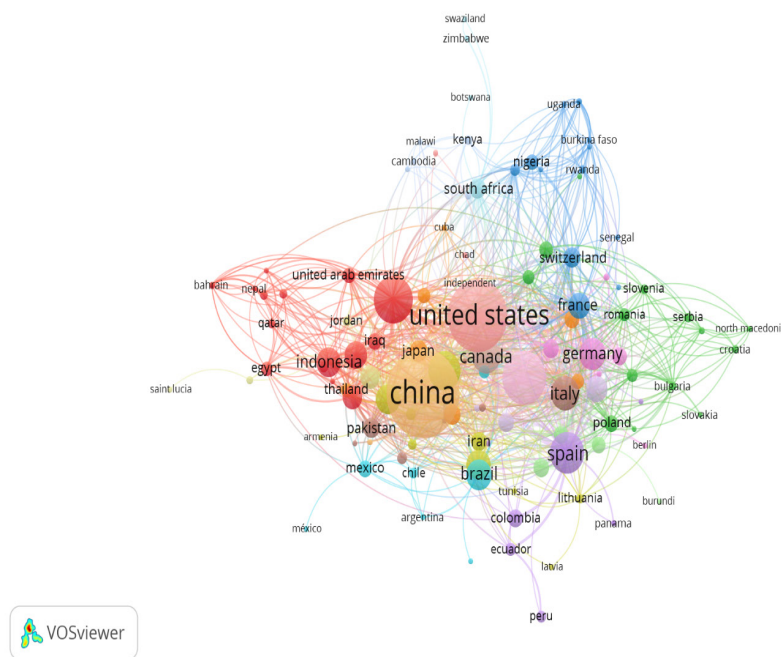 swaziland
zimbabwe
botswana
uganda
malawi
kenya
burkina faso
cambodia
nigeria
rwanda
south africa
cuba
senegal
chad
switzerland
united arab emirates
independent
bahrain
nepal
slovenia
france
united states
romania
serbia
qatar
jordan
north macedoni
iraq
japan
canada
germany
croatia
indonesia
egypt
saint lucia
thailand
china
italy
bulgaria
slovakia
pakistan
poland
armenia
iran
berlin
spain
mexico
chile
brazil
tunisia
lithuania
burundi
argentina
colombia
panama
méxico
ecuador
latvia
peru
VOSviewer